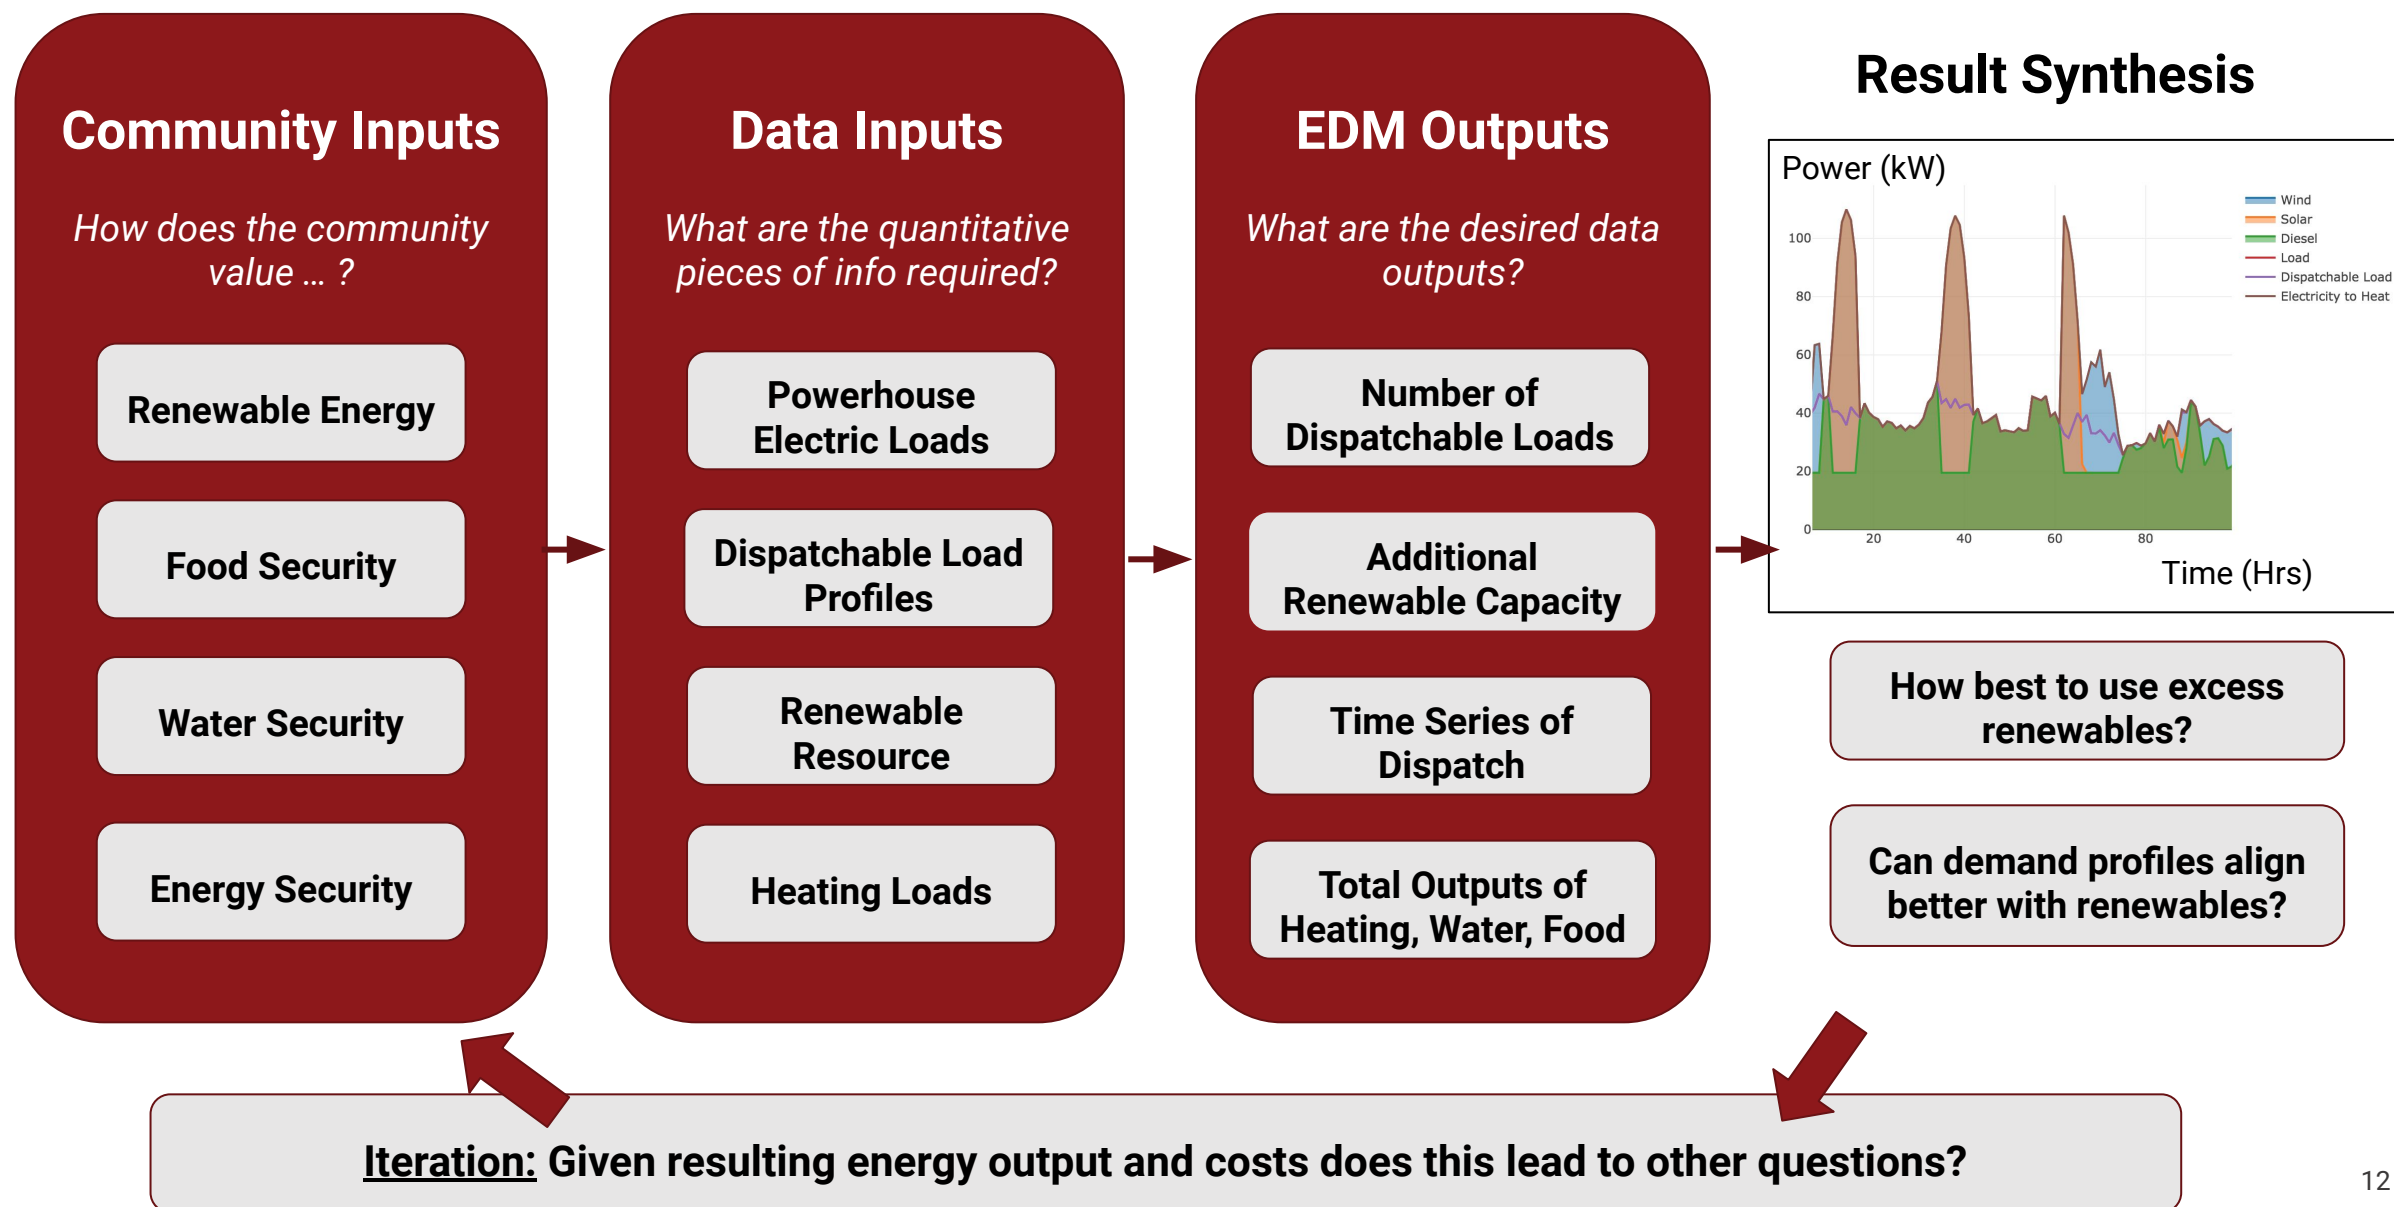 Community Inputs
How does the community
value ... ?
Renewable Energy
Food Security
Water Security
Energy Security
Data Inputs
What are the quantitative
pieces of info required?
Powerhouse
Electric Loads
Dispatchable Load
Profiles
Renewable
Resource
Heating Loads
EDM Outputs
What are the desired data
outputs?
Number of
Dispatchable Loads
Additional
Renewable Capacity
Time Series of
Dispatch
Total Outputs of
Heating, Water, Food
Result Synthesis
Power (kW)
100
80
60
40
20
0
20
40
60
80
Time (Hrs)
Wind
Solar
Diesel
Load
Dispatchable Load
Electricity to Heat
How best to use excess
renewables?
Can demand profiles align
better with renewables?
Iteration: Given resulting energy output and costs does this lead to other questions?
12